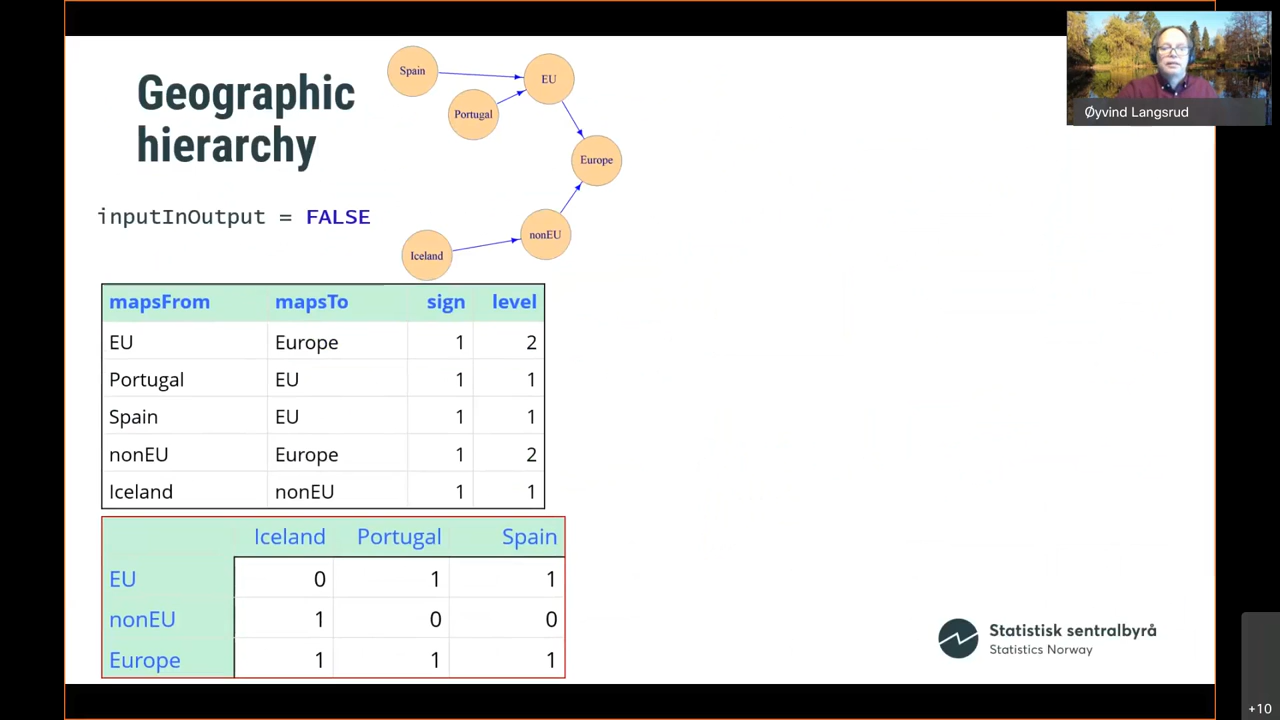 Geographic
hierarchy
inputInOutput = FALSE
Spain
EU
Portugal
Europe
nonEU
Iceland
Øyvind Langsrud
mapsFrom mapsTo sign level
EU Europe 1 2
Portugal EU 1 1
Spain EU 1 1
nonEU Europe 1 2
Iceland nonEU 1 1
Iceland Portugal Spain
EU 0 1 1
nonEU 1 0 0
Europe 1 1 1
Statistisk sentralbyrå
Statistics Norway
+10